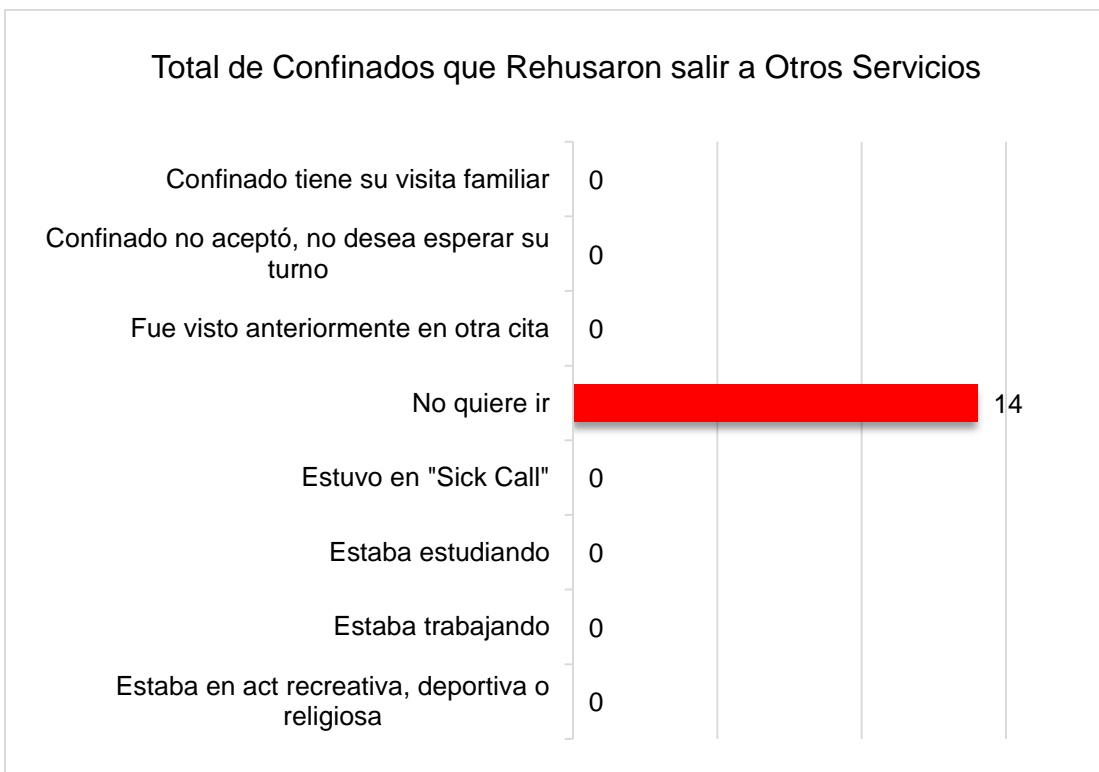 Total de Confinados que Rehusaron salir a Otros Servicios
Confinado tiene su visita familiar 0
Confinado no aceptó, no desea esperar su
turno 0
Fue visto anteriormente en otra cita 0
No quiere ir 14
Estuvo en "Sick Call" 0
Estaba estudiando 0
Estaba trabajando 0
Estaba en act recreativa, deportiva o
religiosa 0